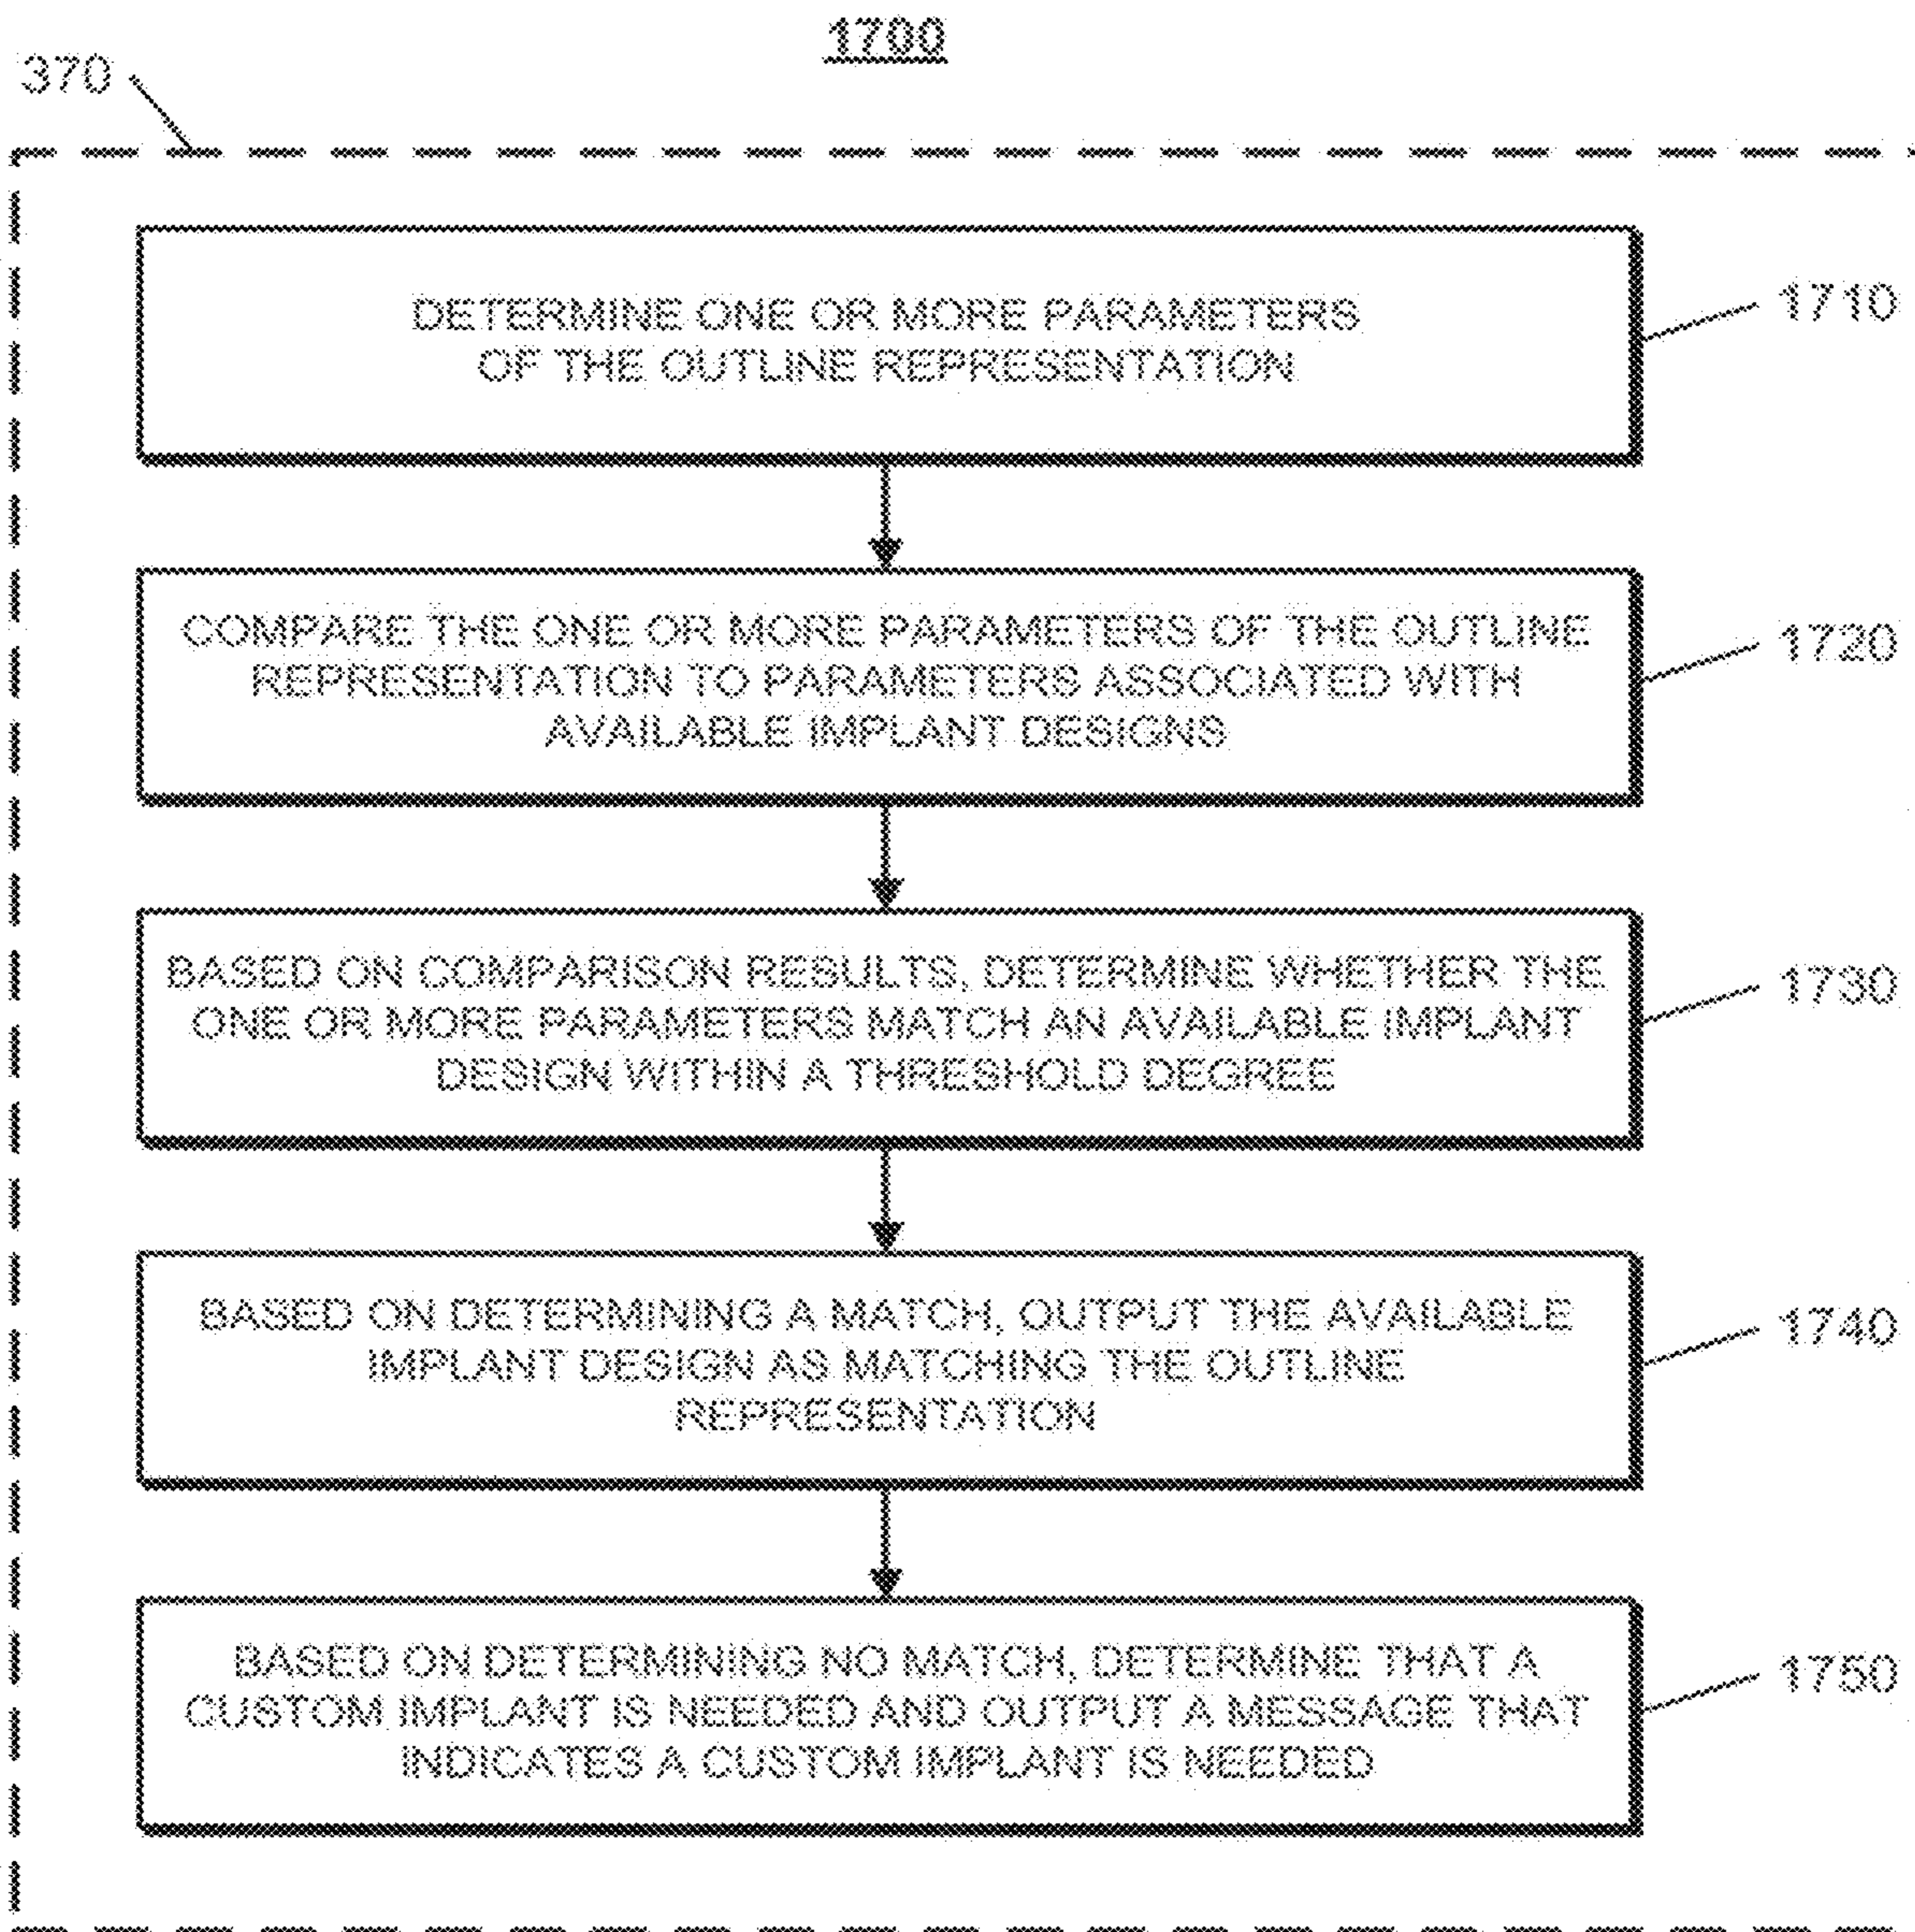 1700
370
DETERMINE ONE OR MORE PARAMETERS
OF THE OUTLINE REPRESENTATION
1710
COMPARE THE ONE OR MORE PARAMETERS OF THE OUTLINE
REPRESENTATION TO PARAMETERS ASSOCIATED WITH
AVAILABLE IMPLANT DESIGNS
1720
BASED ON COMPARISON RESULTS, DETERMINE WHETHER THE
ONE OR MORE PARAMETERS MATCH AN AVAILABLE IMPLANT
DESIGN WITHIN A THRESHOLD DEGREE
1730
BASED ON DETERMINING A MATCH, OUTPUT THE AVAILABLE
IMPLANT DESIGN AS MATCHING THE OUTLINE
REPRESENTATION
1740
BASED ON DETERMINING NO MATCH, DETERMINE THAT A
CUSTOM IMPLANT IS NEEDED AND OUTPUT A MESSAGE THAT
INDICATES A CUSTOM IMPLANT IS NEEDED
1750